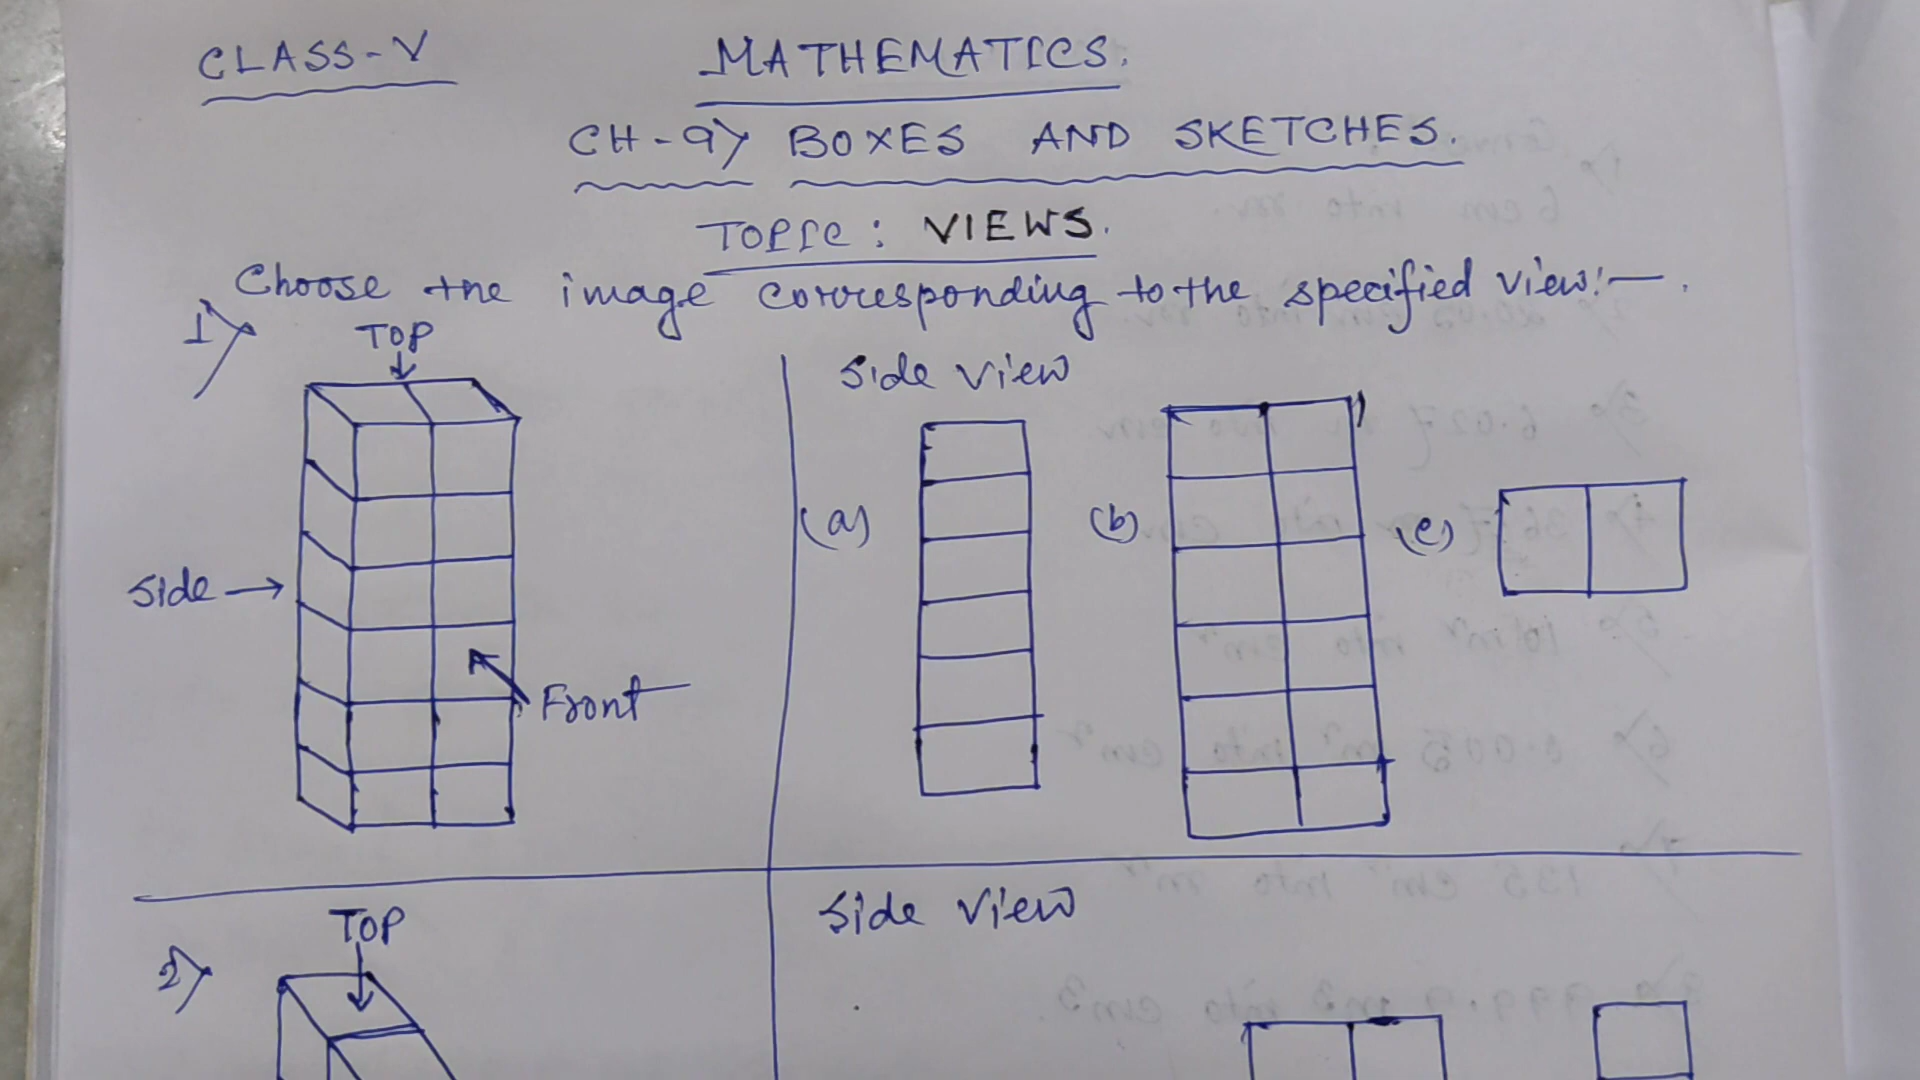 CLASS-V
MATHEMATICS.
CH-9> BOXES AND SKETCHES.
TOPIC: VIEWS.
Choose the image corresponding to the specified view:-.
1>
TOP
Side →
Front
Side View
(a)
(b)
(c)
2>
TOP
Side View